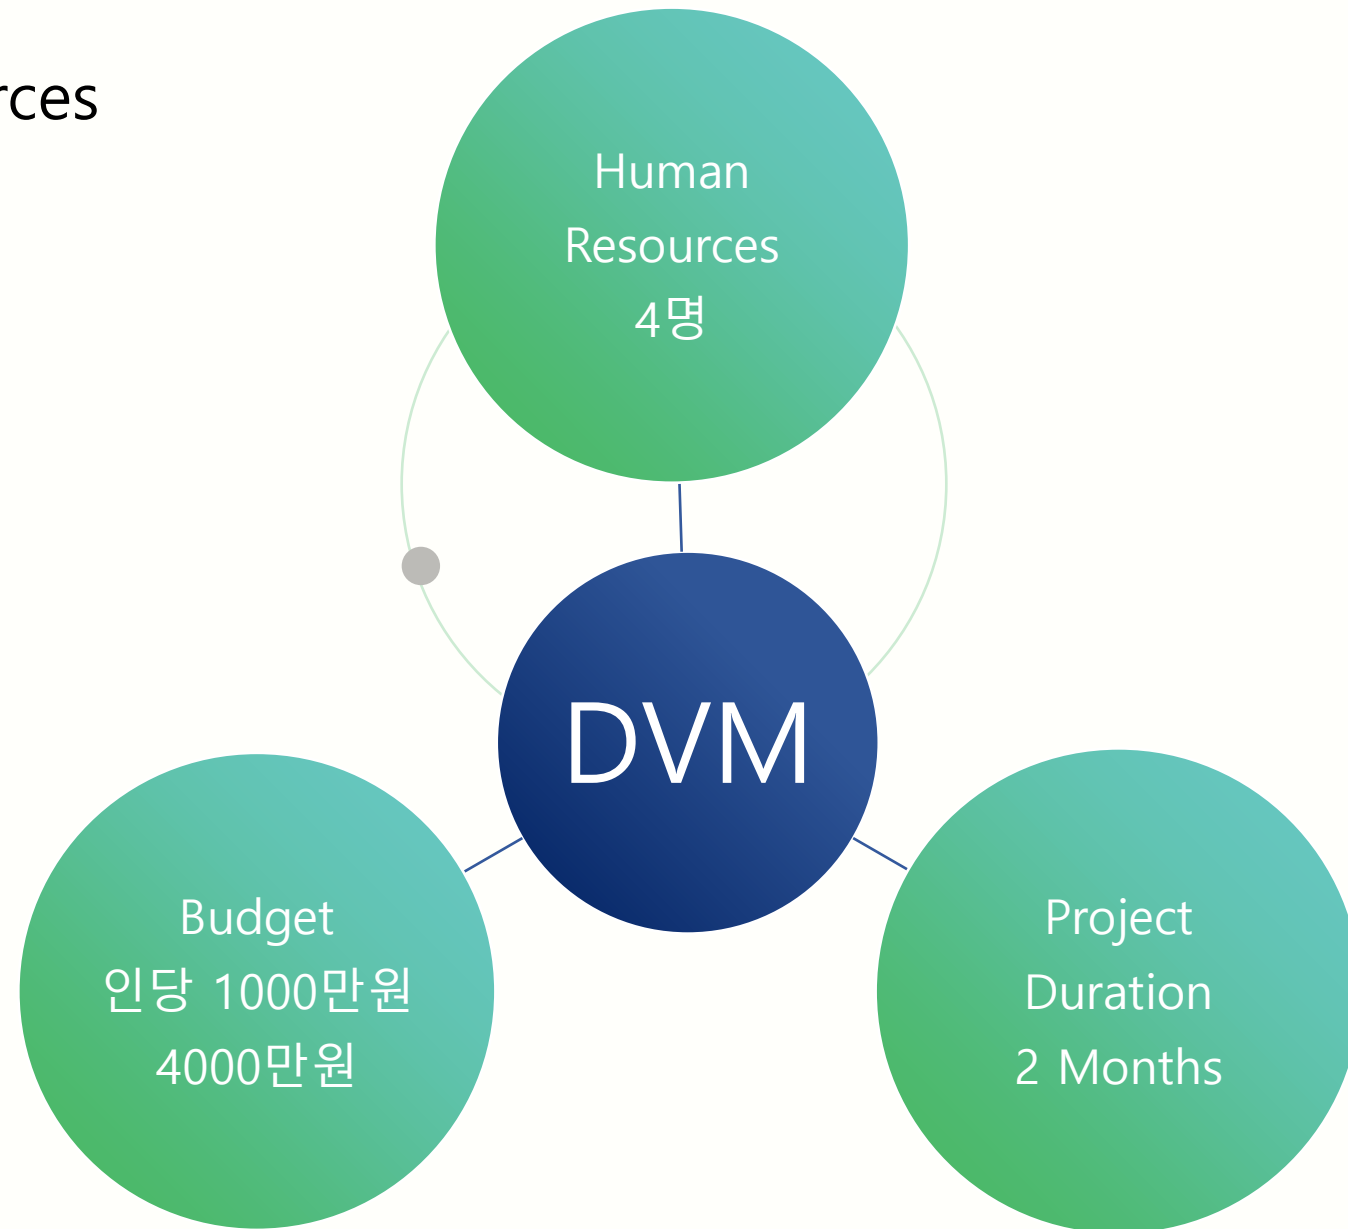 rces
Human
Resources
4명
DVM
Budget
인당 1000만원
4000만원
Project
Duration
2 Months